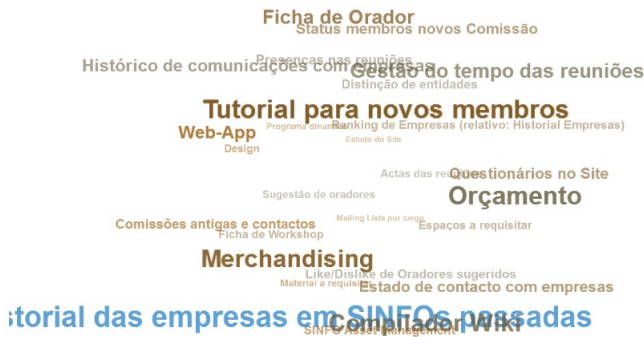 Ficha de Orador
Status membros novos Comissão
Presenças nas reuniões
Histórico de comunicações com empresas
Gestão do tempo das reuniões
Distinção de entidades
Tutorial para novos membros
Programa dinamico
Ranking de Empresas (relativo: Historial Empresas)
Web-App
Estado do Site
Design
Actas das reuniões
Questionários no Site
Sugestão de oradores
Orçamento
Mailing Lists por cargo
Comissões antigas e contactos
Espaços a requisitar
Ficha de Workshop
Merchandising
Like/Dislike de Oradores sugeridos
Material a requisitar
Estado de contacto com empresas
torial das empresas em SINFOs passadas
Compilador Wiki
SINFO Asset Management